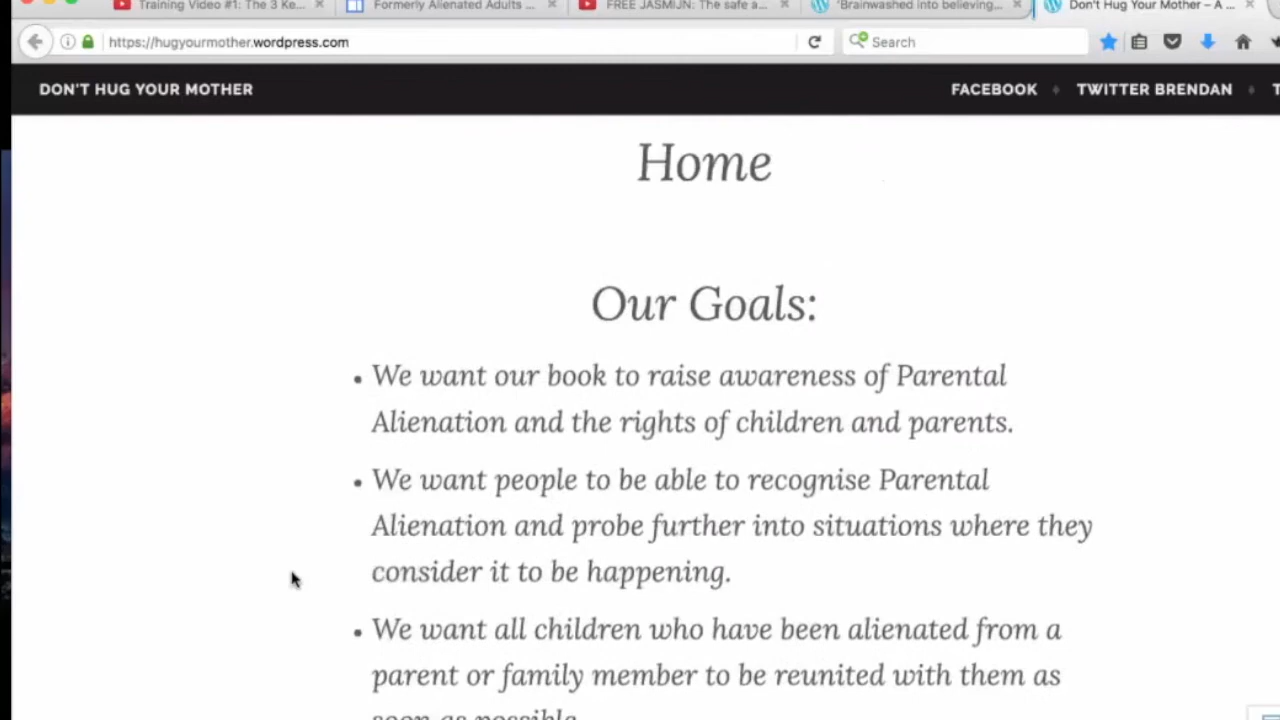 Training Video #1: The 3 Ke... Formerly Alienated Adults ... FREE JASMIJN: The safe a... "Brainwashed into believing... Don't Hug Your Mother – A ...
https://hugyourmother.wordpress.com Search
DON'T HUG YOUR MOTHER FACEBOOK TWITTER BRENDAN T
Home
Our Goals:
• We want our book to raise awareness of Parental
Alienation and the rights of children and parents.
• We want people to be able to recognise Parental
Alienation and probe further into situations where they
consider it to be happening.
• We want all children who have been alienated from a
parent or family member to be reunited with them as
soon as possible